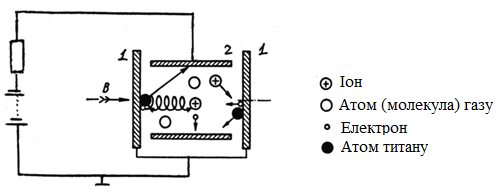 1 2 1
B
Іон
Атом (молекула) газу
Електрон
Атом титану